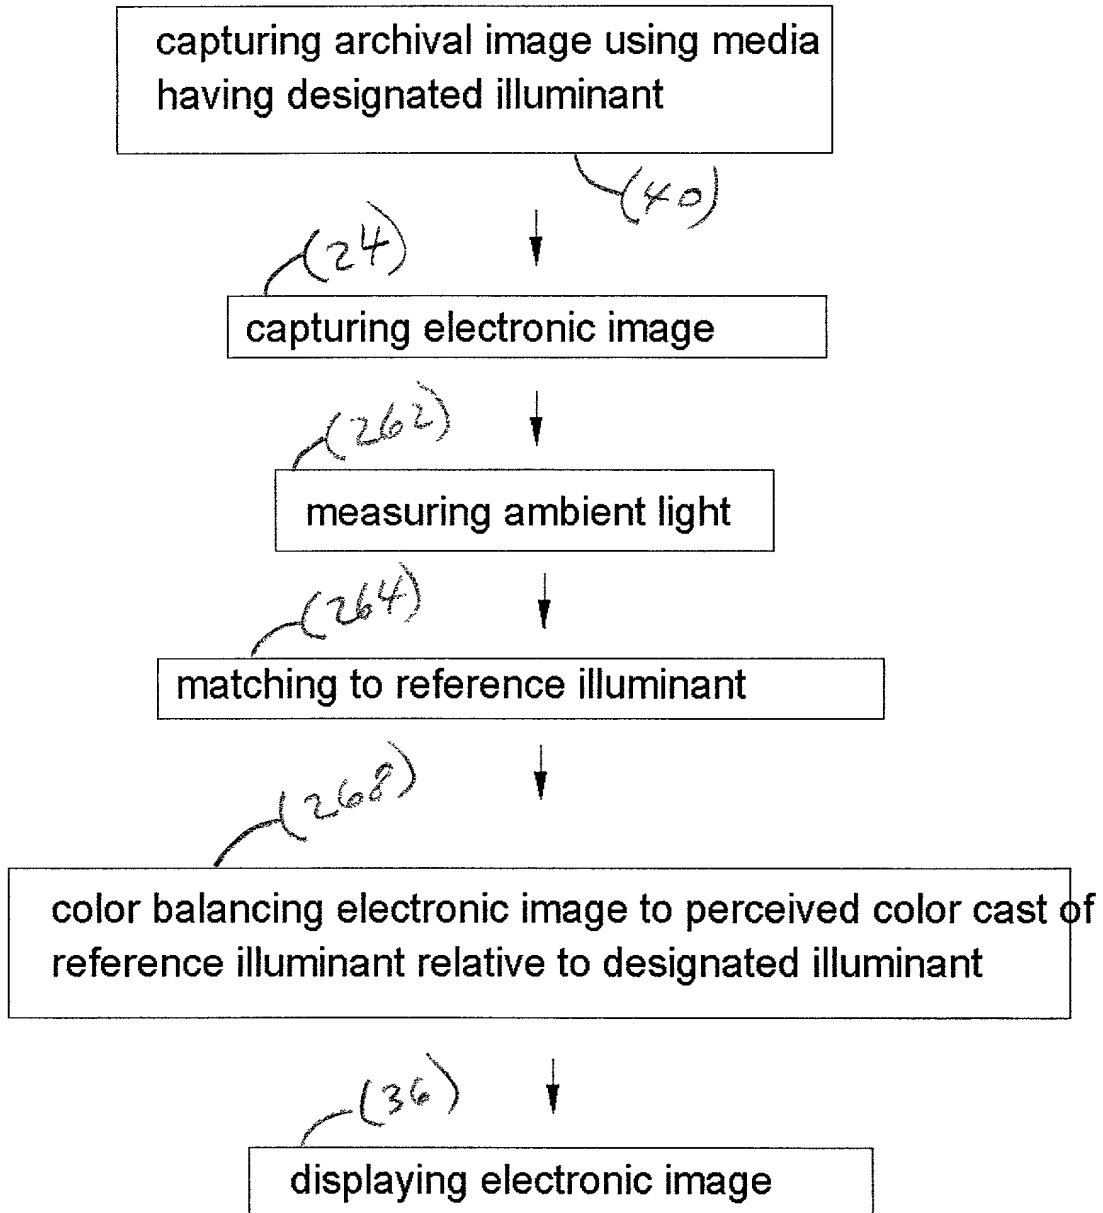 capturing archival image using media
having designated illuminant
(40)
(24)
capturing electronic image
(262)
measuring ambient light
(264)
matching to reference illuminant
(268)
color balancing electronic image to perceived color cast of
reference illuminant relative to designated illuminant
(36)
displaying electronic image